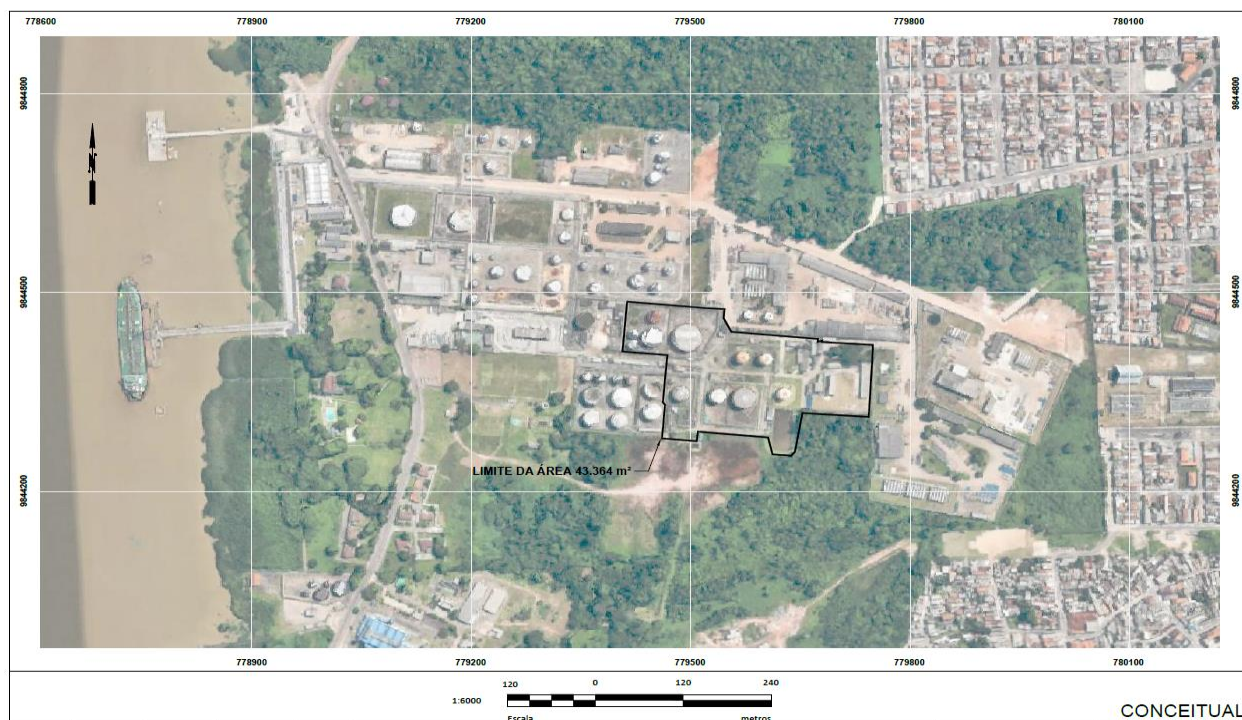 778600 778900 779200 779500 779800 780100
9844800 9844800
N
9844500 9844500
LIMITE DA ÁREA 43.364 m²
9844200 9844200
778900 779200 779500 779800 780100
120 0 120 240
1:6000
Escala metros
CONCEITUAL